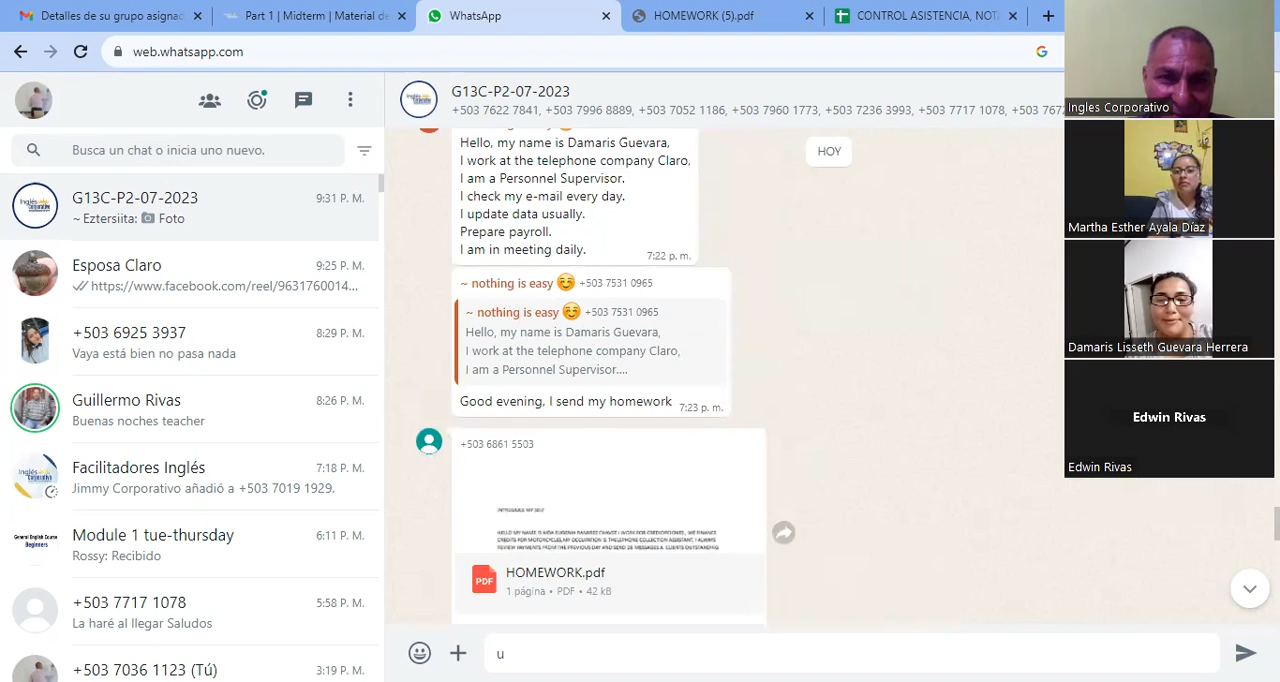 Detalles de su grupo asignac
Part 1 | Midterm | Material de
WhatsApp
HOMEWORK (5).pdf
CONTROL ASISTENCIA, NOTA
web.whatsapp.com
Busca un chat o inicia uno nuevo.
G13C-P2-07-2023
9:31 P. M.
~ Eztersiita: Foto
Esposa Claro
9:25 P. M.
https://www.facebook.com/reel/9631760014...
+503 6925 3937
8:29 P. M.
Vaya está bien no pasa nada
Guillermo Rivas
8:26 P. M.
Buenas noches teacher
Facilitadores Inglés
7:18 P. M.
Jimmy Corporativo añadió a +503 7019 1929.
Module 1 tue-thursday
6:11 P. M.
Rossy: Recibido
+503 7717 1078
5:58 P. M.
La haré al llegar Saludos
+503 7036 1123 (Tú)
3:19 P. M.
G13C-P2-07-2023
+503 7622 7841, +503 7996 8889, +503 7052 1186, +503 7960 1773, +503 7236 3993, +503 7717 1078, +503 767
HOY
Hello, my name is Damaris Guevara,
I work at the telephone company Claro,
I am a Personnel Supervisor.
I check my e-mail every day.
I update data usually.
Prepare payroll.
I am in meeting daily.
7:22 p. m.
~ nothing is easy +503 7531 0965
nothing is easy +503 7531 0965
Hello, my name is Damaris Guevara,
I work at the telephone company Claro,
I am a Personnel Supervisor....
Good evening, I send my homework
7:23 p. m.
+503 6861 5503
INTRODUCE MY SELF
PDF
HOMEWORK.pdf
1 página • PDF • 42 kB
u
Ingles Corporativo
Martha Esther Ayala Díaz
Damaris Lisseth Guevara Herrera
Edwin Rivas
Edwin Rivas